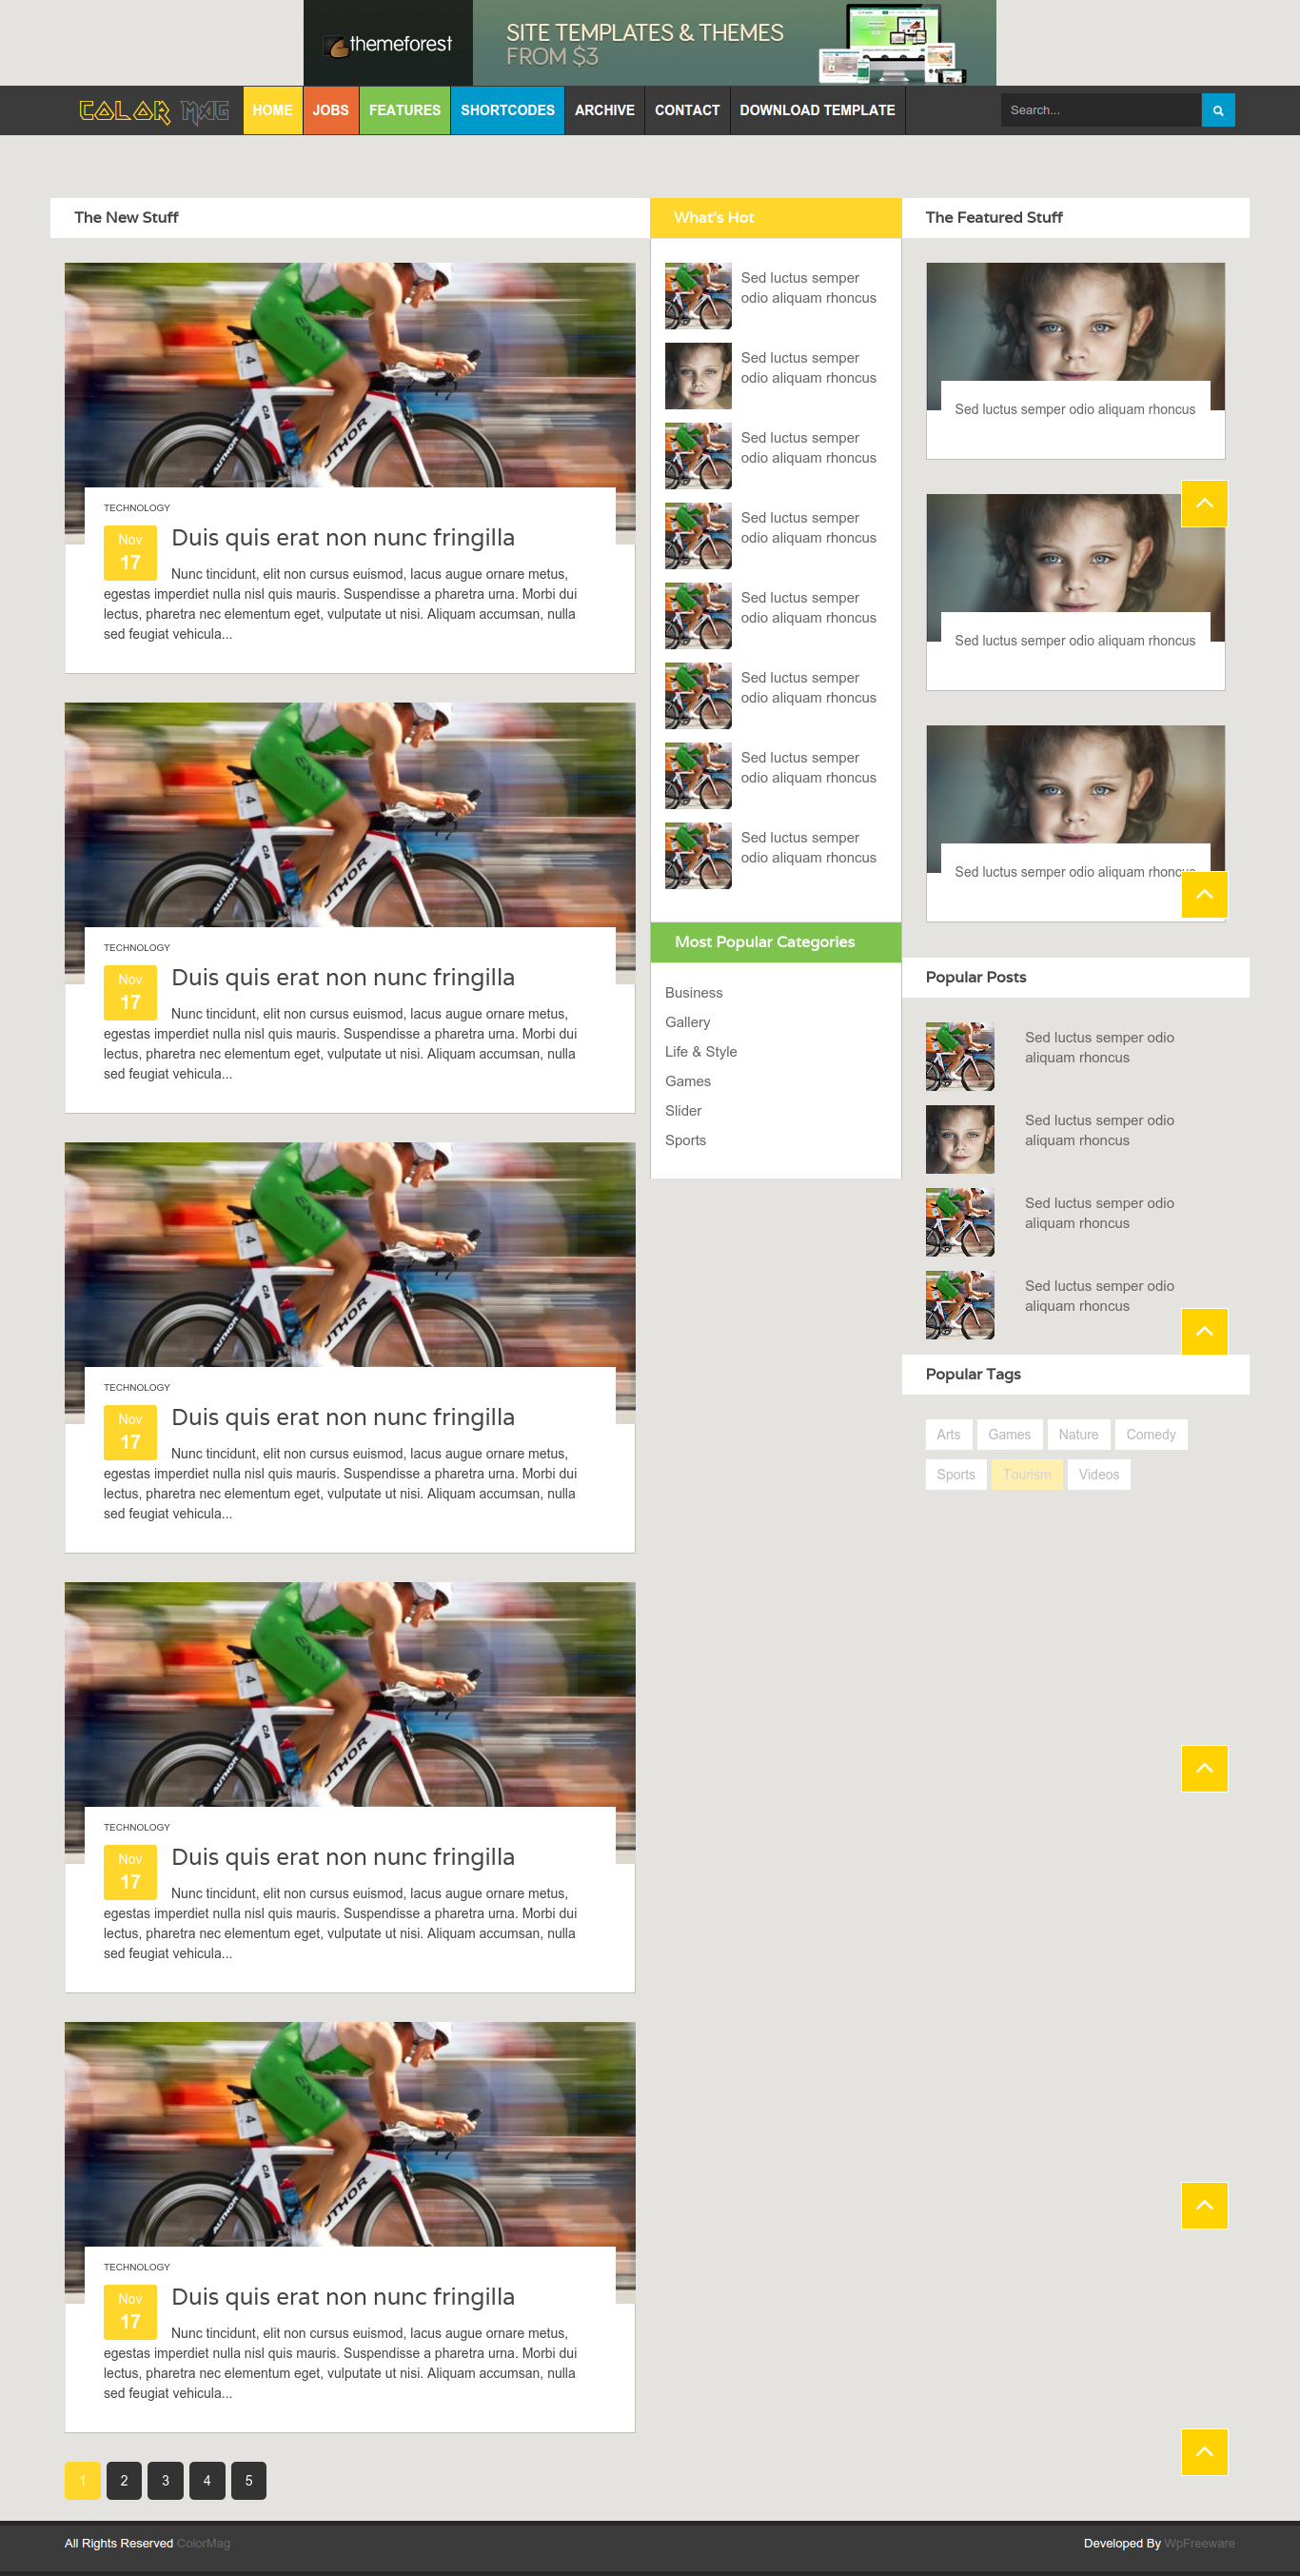 themeforest
SITE TEMPLATES & THEMES
FROM $3
COLOR MAG
HOME
JOBS
FEATURES
SHORTCODES
ARCHIVE
CONTACT
DOWNLOAD TEMPLATE
Search...
The New Stuff
TECHNOLOGY
Nov
17
Duis quis erat non nunc fringilla
Nunc tincidunt, elit non cursus euismod, lacus augue ornare metus,
egestas imperdiet nulla nisl quis mauris. Suspendisse a pharetra urna. Morbi dui
lectus, pharetra nec elementum eget, vulputate ut nisi. Aliquam accumsan, nulla
sed feugiat vehicula...
TECHNOLOGY
Nov
17
Duis quis erat non nunc fringilla
Nunc tincidunt, elit non cursus euismod, lacus augue ornare metus,
egestas imperdiet nulla nisl quis mauris. Suspendisse a pharetra urna. Morbi dui
lectus, pharetra nec elementum eget, vulputate ut nisi. Aliquam accumsan, nulla
sed feugiat vehicula...
TECHNOLOGY
Nov
17
Duis quis erat non nunc fringilla
Nunc tincidunt, elit non cursus euismod, lacus augue ornare metus,
egestas imperdiet nulla nisl quis mauris. Suspendisse a pharetra urna. Morbi dui
lectus, pharetra nec elementum eget, vulputate ut nisi. Aliquam accumsan, nulla
sed feugiat vehicula...
TECHNOLOGY
Nov
17
Duis quis erat non nunc fringilla
Nunc tincidunt, elit non cursus euismod, lacus augue ornare metus,
egestas imperdiet nulla nisl quis mauris. Suspendisse a pharetra urna. Morbi dui
lectus, pharetra nec elementum eget, vulputate ut nisi. Aliquam accumsan, nulla
sed feugiat vehicula...
TECHNOLOGY
Nov
17
Duis quis erat non nunc fringilla
Nunc tincidunt, elit non cursus euismod, lacus augue ornare metus,
egestas imperdiet nulla nisl quis mauris. Suspendisse a pharetra urna. Morbi dui
lectus, pharetra nec elementum eget, vulputate ut nisi. Aliquam accumsan, nulla
sed feugiat vehicula...
1
2
3
4
5
What's Hot
Sed luctus semper
odio aliquam rhoncus
Sed luctus semper
odio aliquam rhoncus
Sed luctus semper
odio aliquam rhoncus
Sed luctus semper
odio aliquam rhoncus
Sed luctus semper
odio aliquam rhoncus
Sed luctus semper
odio aliquam rhoncus
Sed luctus semper
odio aliquam rhoncus
Sed luctus semper
odio aliquam rhoncus
Most Popular Categories
Business
Gallery
Life & Style
Games
Slider
Sports
The Featured Stuff
Sed luctus semper odio aliquam rhoncus
Sed luctus semper odio aliquam rhoncus
Sed luctus semper odio aliquam rhoncus
Popular Posts
Sed luctus semper odio
aliquam rhoncus
Sed luctus semper odio
aliquam rhoncus
Sed luctus semper odio
aliquam rhoncus
Sed luctus semper odio
aliquam rhoncus
Popular Tags
Arts
Games
Nature
Comedy
Sports
Tourism
Videos
All Rights Reserved ColorMag
Developed By WpFreeware